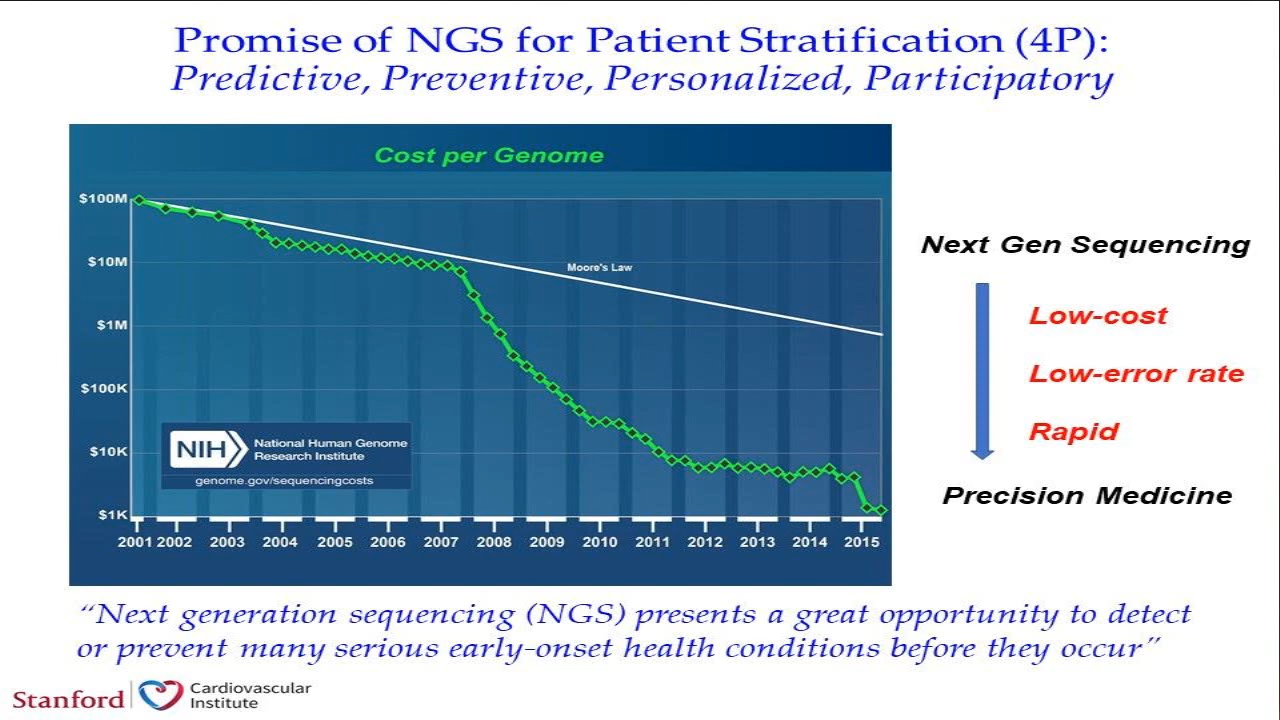 Promise of NGS for Patient Stratification (4P):
Predictive, Preventive, Personalized, Participatory
Cost per Genome
$100M
$10M
$1M
$100K
$10K
$1K
Moore's Law
NIH
National Human Genome
Research Institute
genome.gov/sequencingcosts
2001 2002 2003 2004 2005 2006 2007 2008 2009 2010 2011 2012 2013 2014 2015
Next Gen Sequencing
Low-cost
Low-error rate
Rapid
Precision Medicine
“Next generation sequencing (NGS) presents a great opportunity to detect
or prevent many serious early-onset health conditions before they occur”
Stanford
Cardiovascular
Institute